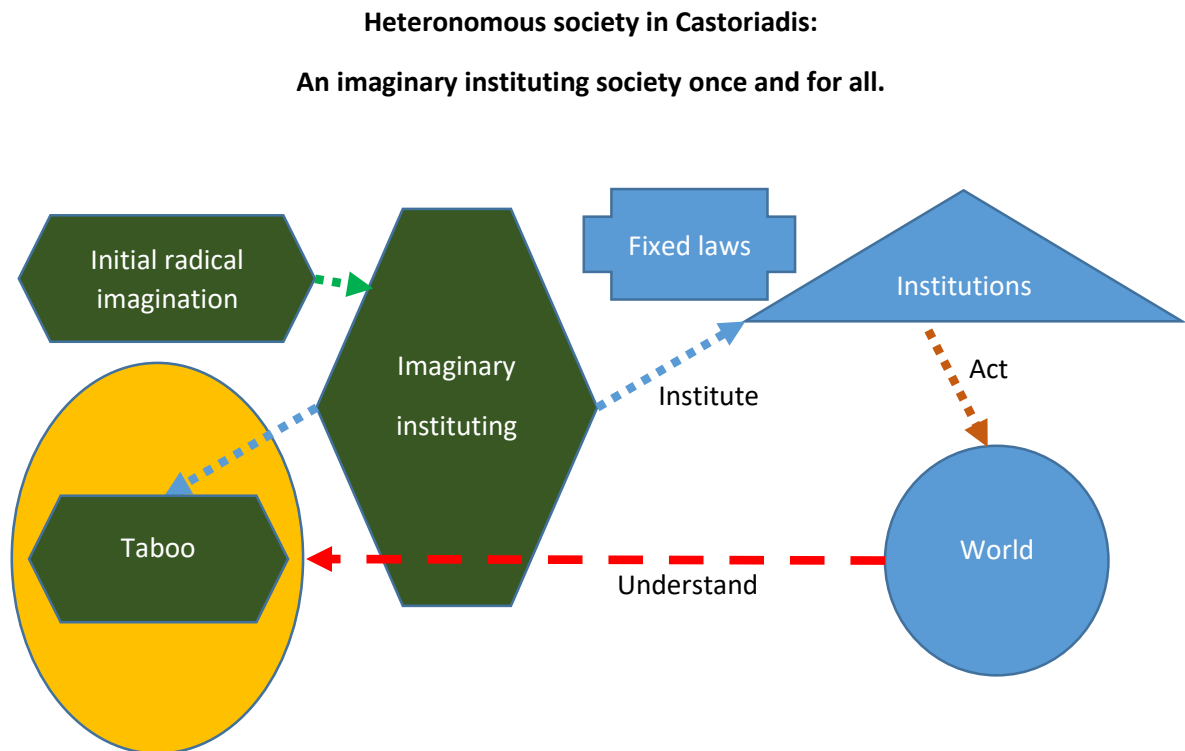 Heteronomous society in Castoriadis:
An imaginary instituting society once and for all.
Initial radical
imagination
Imaginary
instituting
Fixed laws
Institutions
Act
Institute
Taboo
World
Understand